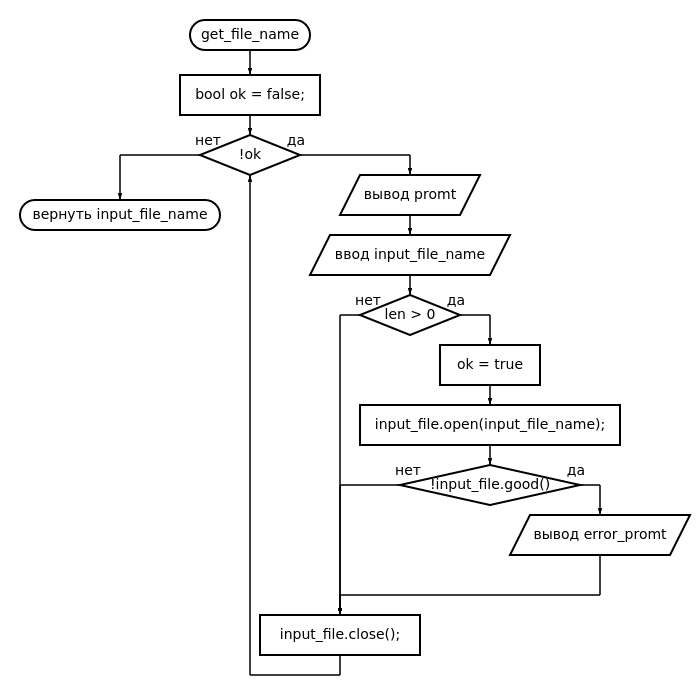 get_file_name
bool ok = false;
нет
да
!ok
вывод promt
вернуть input_file_name
ввод input_file_name
нет
да
len > 0
ok = true
input_file.open(input_file_name);
нет
да
!input_file.good()
вывод error_promt
input_file.close();